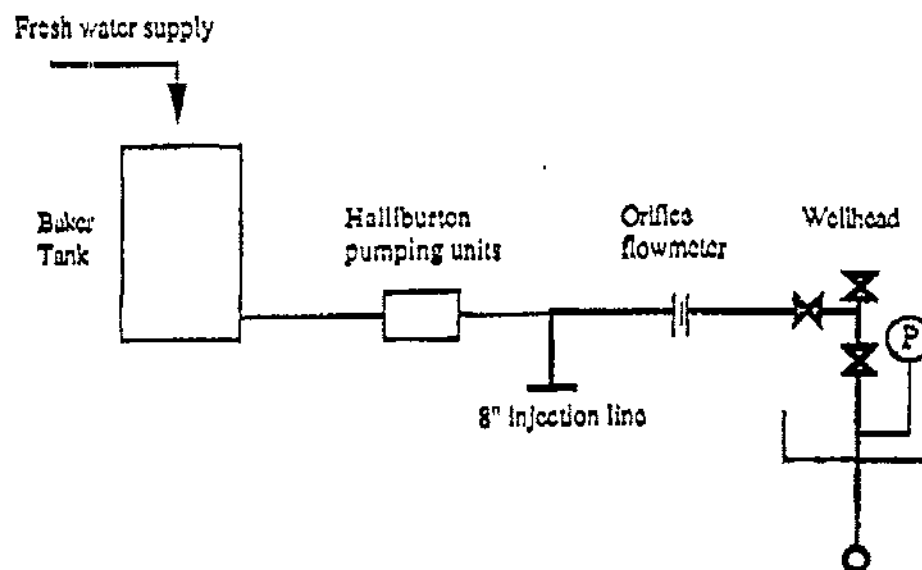 Fresh water supply
Baker
Tank
Halliburton
pumping units
Orifice
flowmeter
Wellhead
P
8" injection line